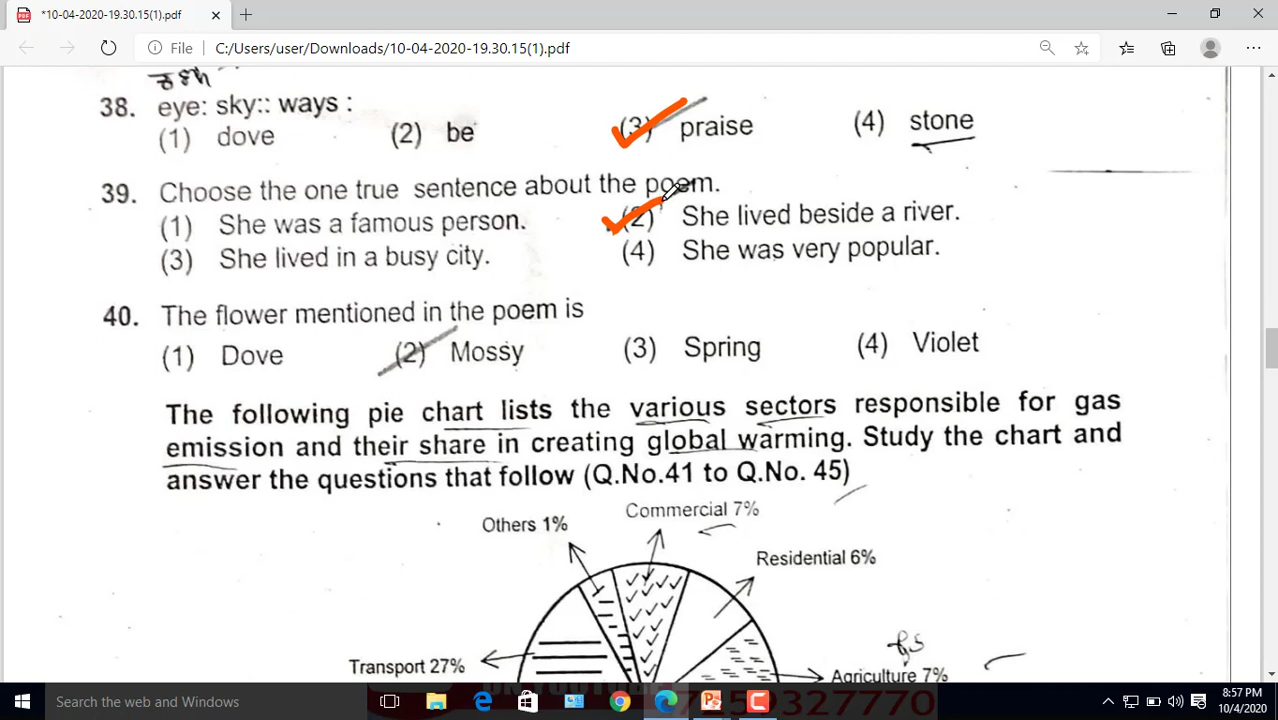 *10-04-2020-19.30.15(1).pdf
File C:/Users/user/Downloads/10-04-2020-19.30.15(1).pdf
38. eye: sky:: ways :
(1) dove (2) be (3) praise (4) stone
39. Choose the one true sentence about the poem.
(1) She was a famous person. (2) She lived beside a river.
(3) She lived in a busy city. (4) She was very popular.
40. The flower mentioned in the poem is
(1) Dove (2) Mossy (3) Spring (4) Violet
The following pie chart lists the various sectors responsible for gas
emission and their share in creating global warming. Study the chart and
answer the questions that follow (Q.No.41 to Q.No. 45)
Commercial 7%
Others 1%
Residential 6%
Transport 27%
Agriculture 7%
Search the web and Windows
8:57 PM
10/4/2020